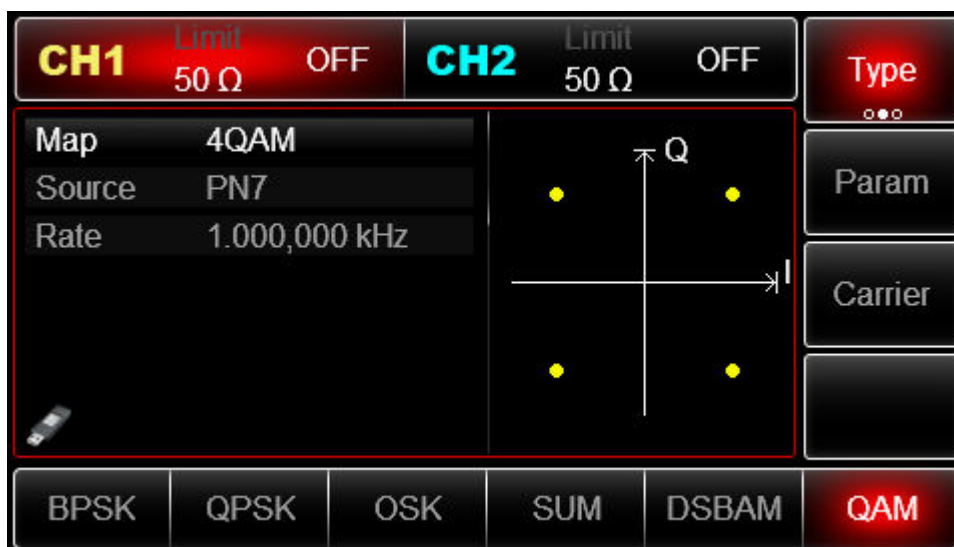 CH1 Limit 50 Ω OFF CH2 Limit 50 Ω OFF Type
Map 4QAM
Source PN7
Rate 1.000,000 kHz
Q
I
Param
Carrier
BPSK QPSK OSK SUM DSBAM QAM